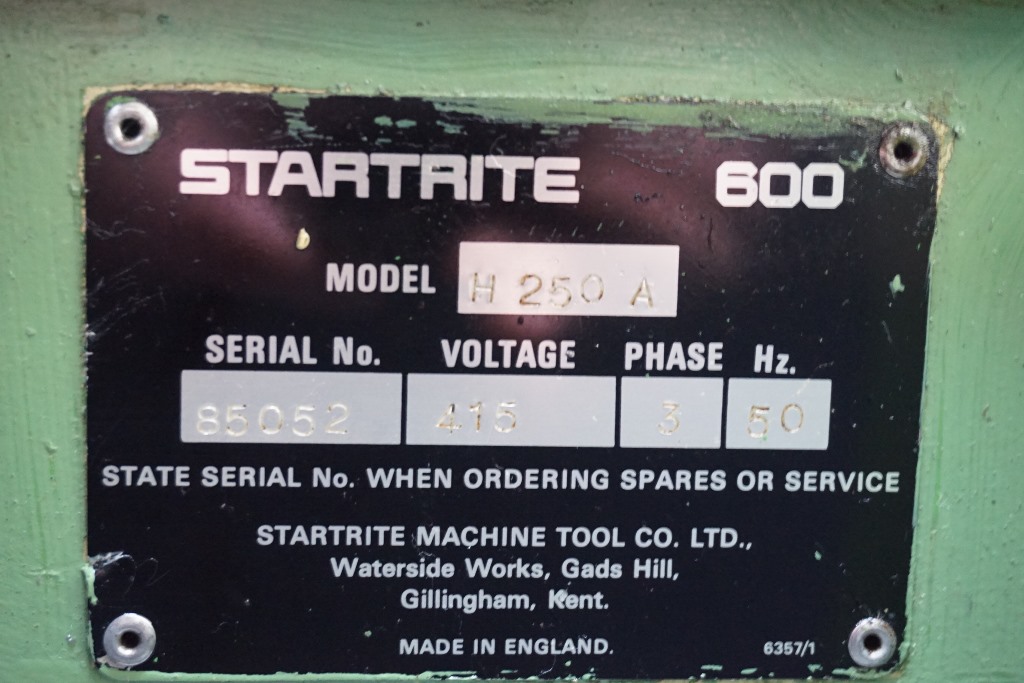 STARTRITE 600
MODEL H 250 A
SERIAL No. VOLTAGE PHASE Hz.
85052 415 3 50
STATE SERIAL No. WHEN ORDERING SPARES OR SERVICE
STARTRITE MACHINE TOOL CO. LTD.,
Waterside Works, Gads Hill,
Gillingham, Kent.
MADE IN ENGLAND. 6357/1